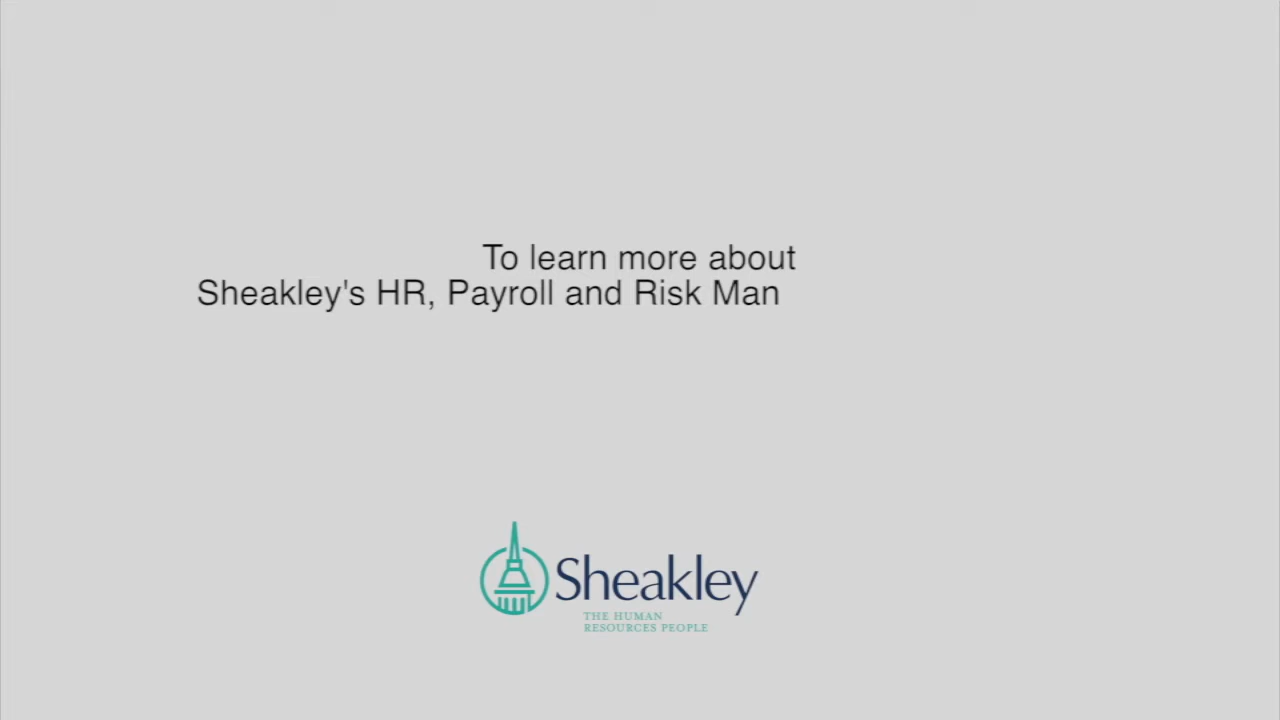 To learn more about
Sheakley's HR, Payroll and Risk Man
Sheakley
THE HUMAN
RESOURCES PEOPLE